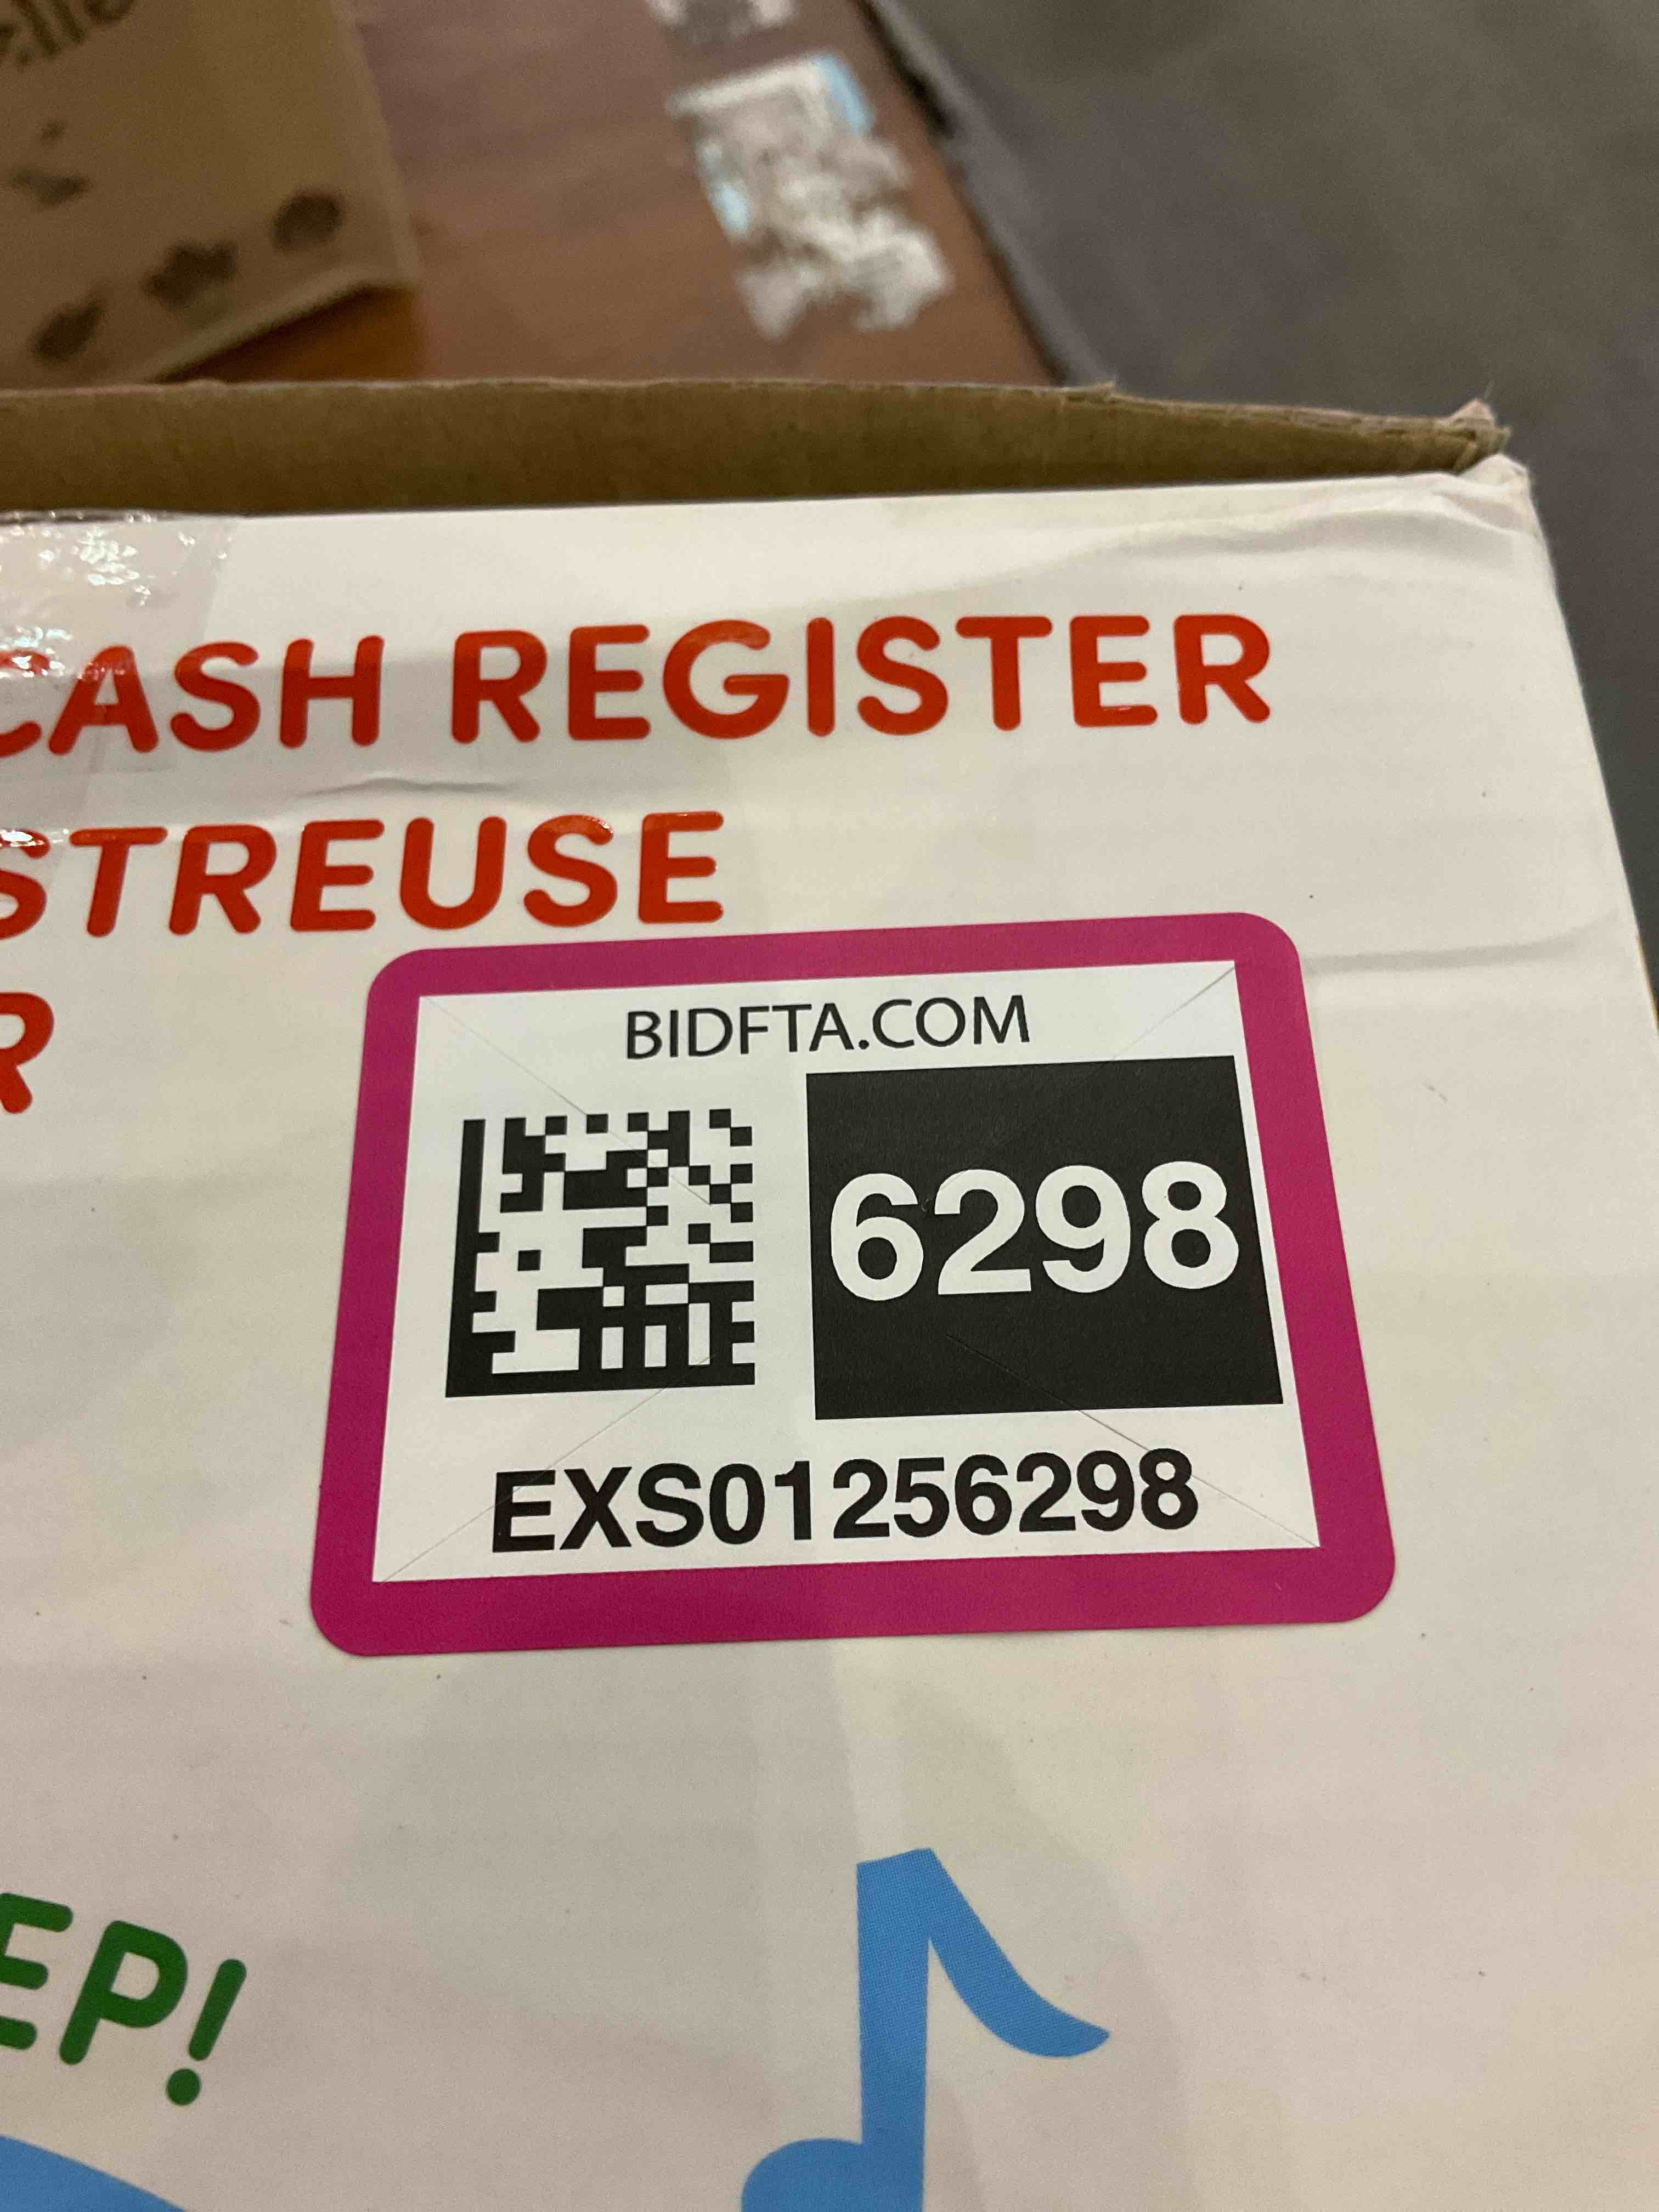 CASH REGISTER
STREUSE
R
BIDFTA.COM
6298
EXS01256298
EP!